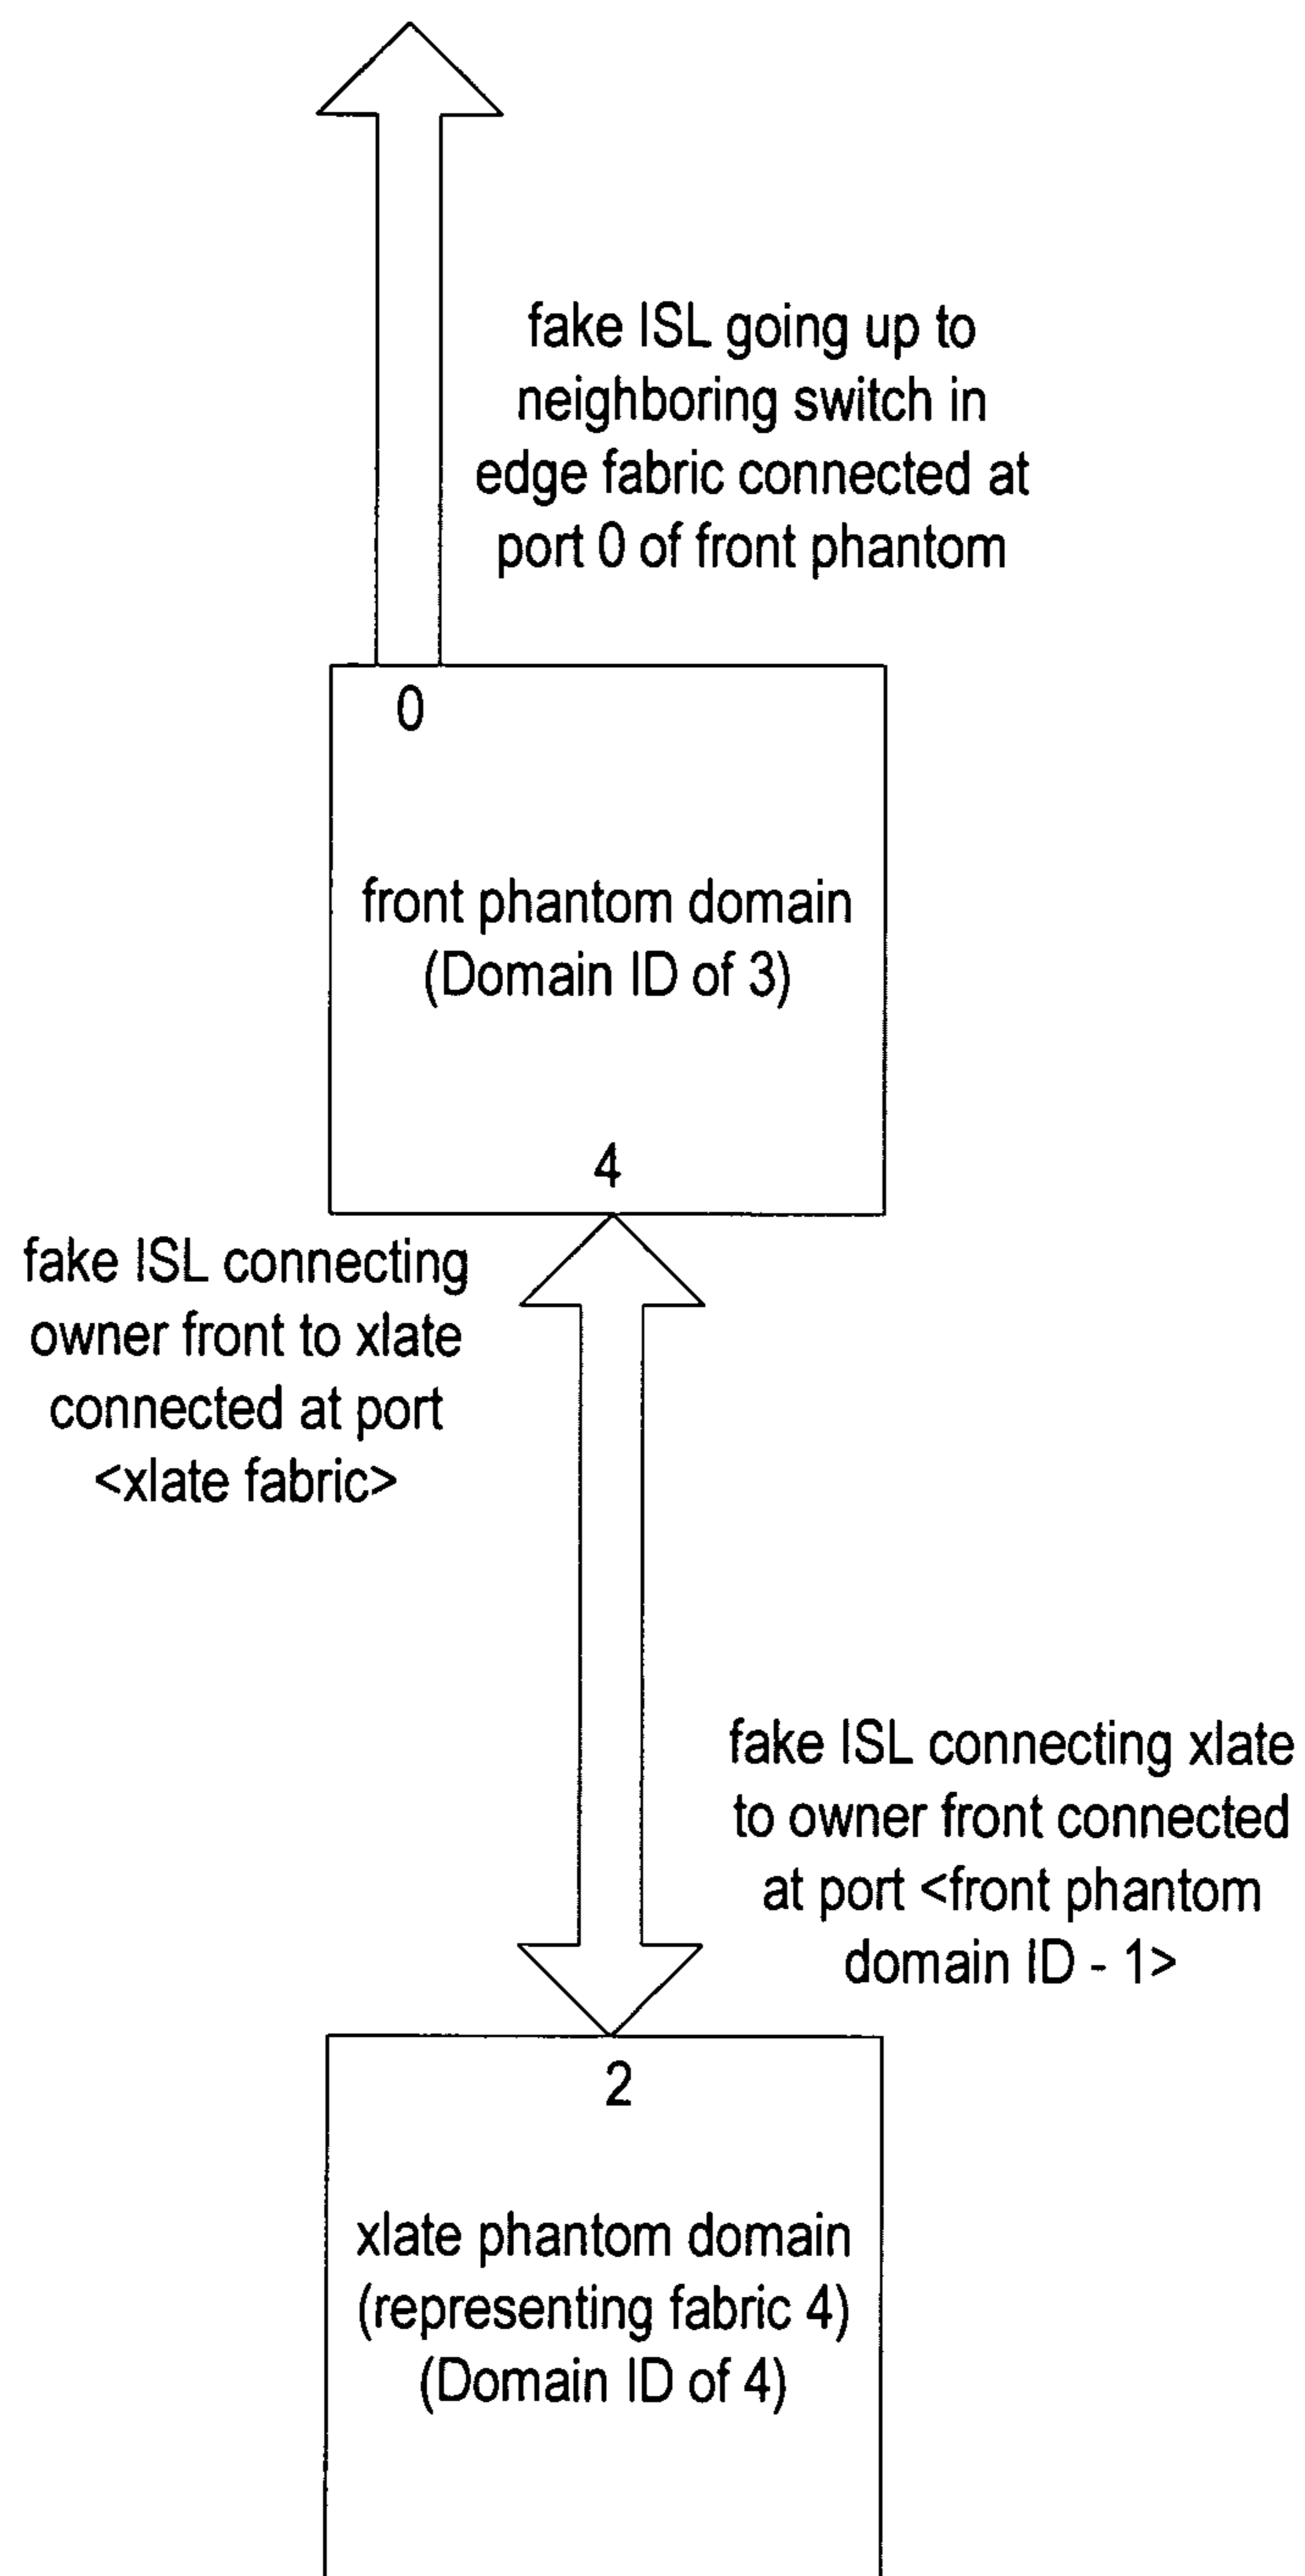 fake ISL going up to
neighboring switch in
edge fabric connected at
port 0 of front phantom
0
front phantom domain
(Domain ID of 3)
4
fake ISL connecting
owner front to xlate
connected at port
<xlate fabric>
fake ISL connecting xlate
to owner front connected
at port <front phantom
domain ID - 1>
2
xlate phantom domain
(representing fabric 4)
(Domain ID of 4)